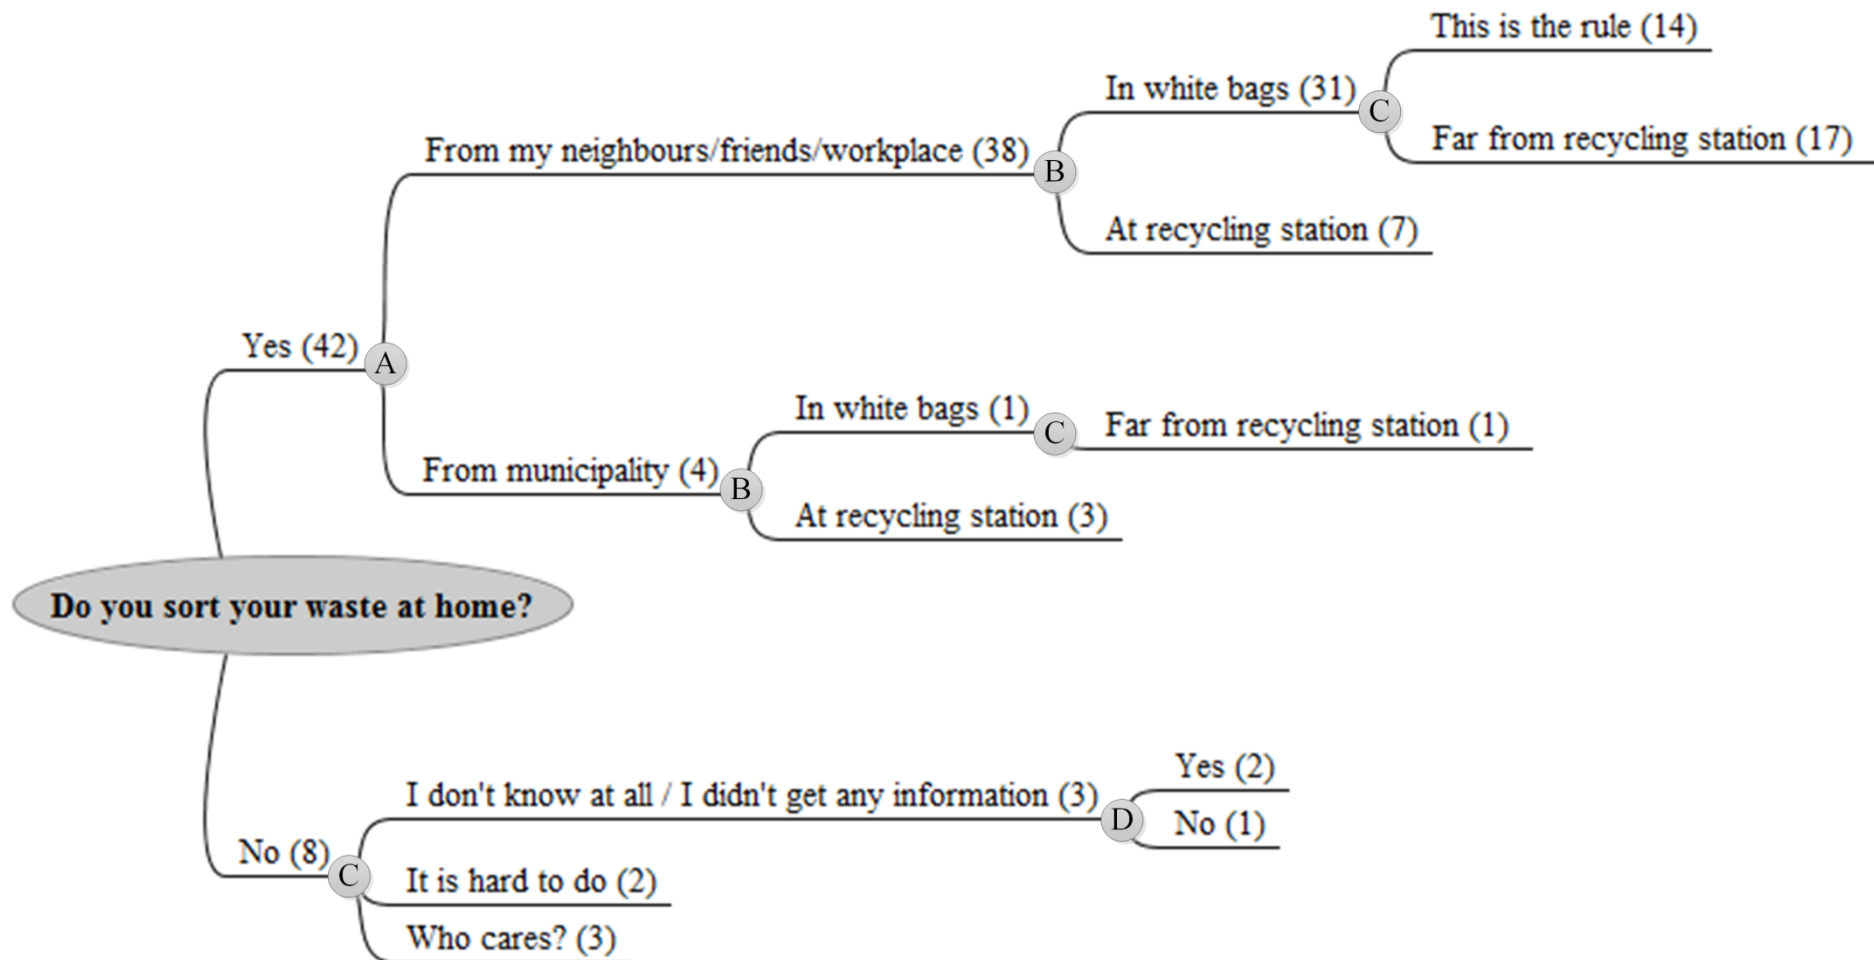 This is the rule (14)
In white bags (31)
C
Far from recycling station (17)
From my neighbours/friends/workplace (38)
B
At recycling station (7)
Yes (42)
A
In white bags (1)
C
Far from recycling station (1)
From municipality (4)
B
At recycling station (3)
Do you sort your waste at home?
Yes (2)
I don't know at all / I didn't get any information (3)
D
No (1)
No (8)
C
It is hard to do (2)
Who cares? (3)